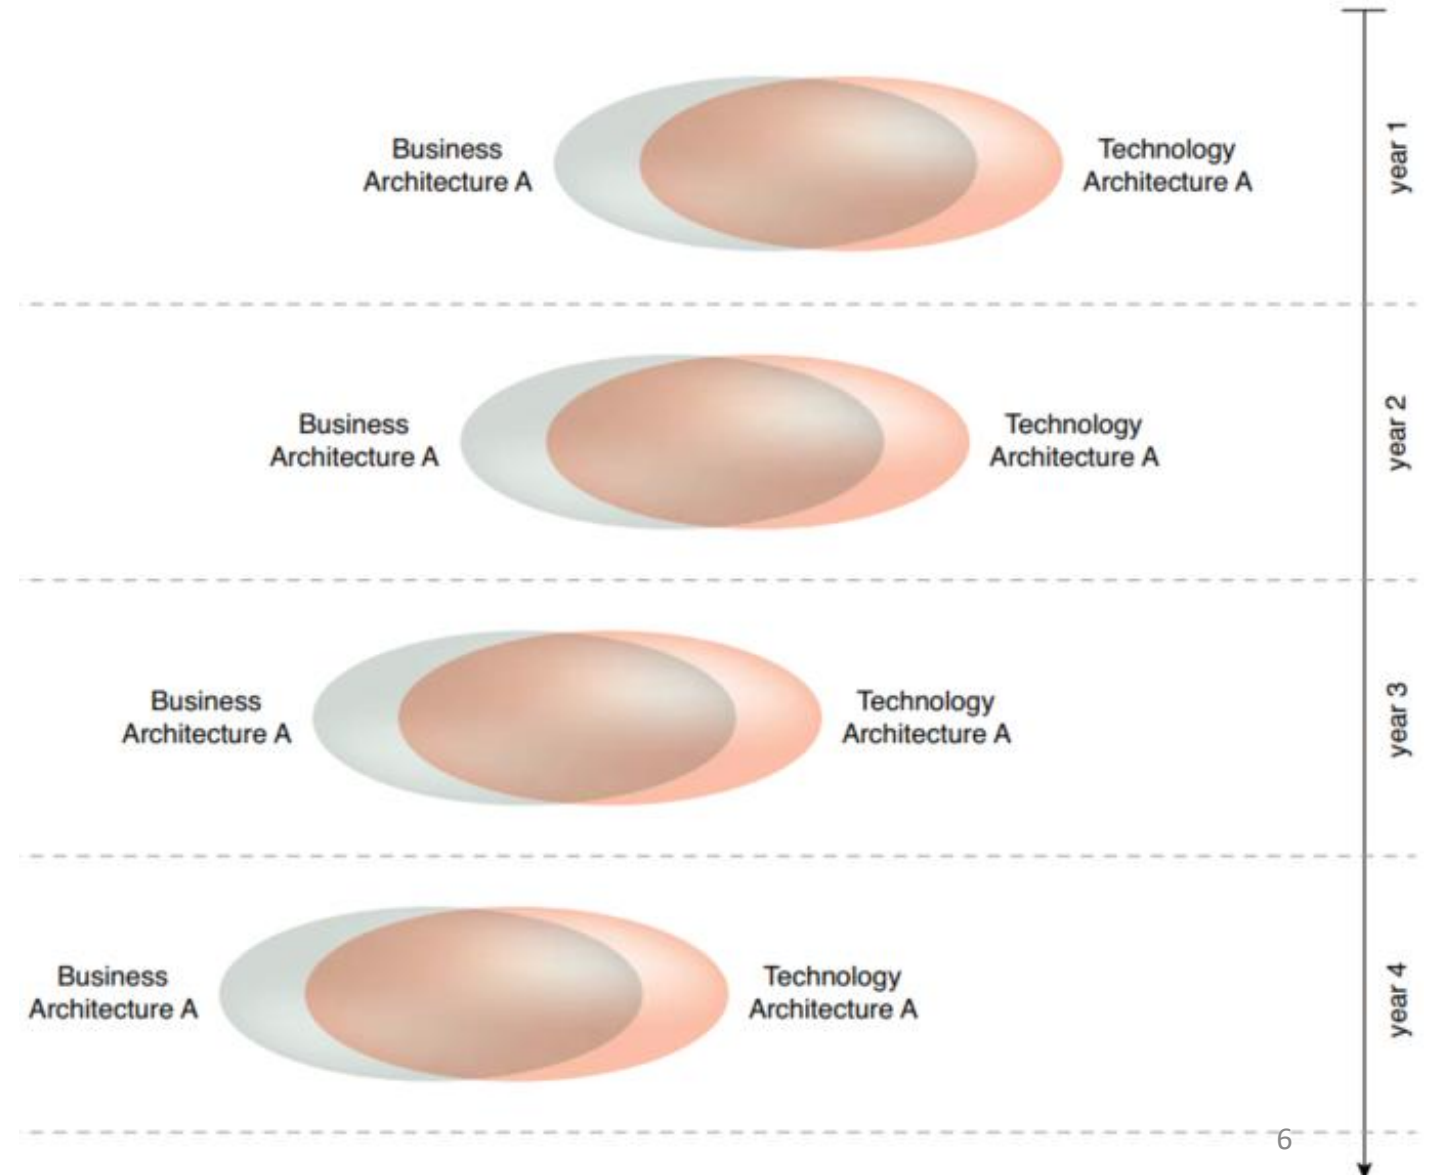 Business
Architecture A
Technology
Architecture A
year 1
Business
Architecture A
Technology
Architecture A
year 2
Business
Architecture A
Technology
Architecture A
year 3
Business
Architecture A
Technology
Architecture A
year 4
6